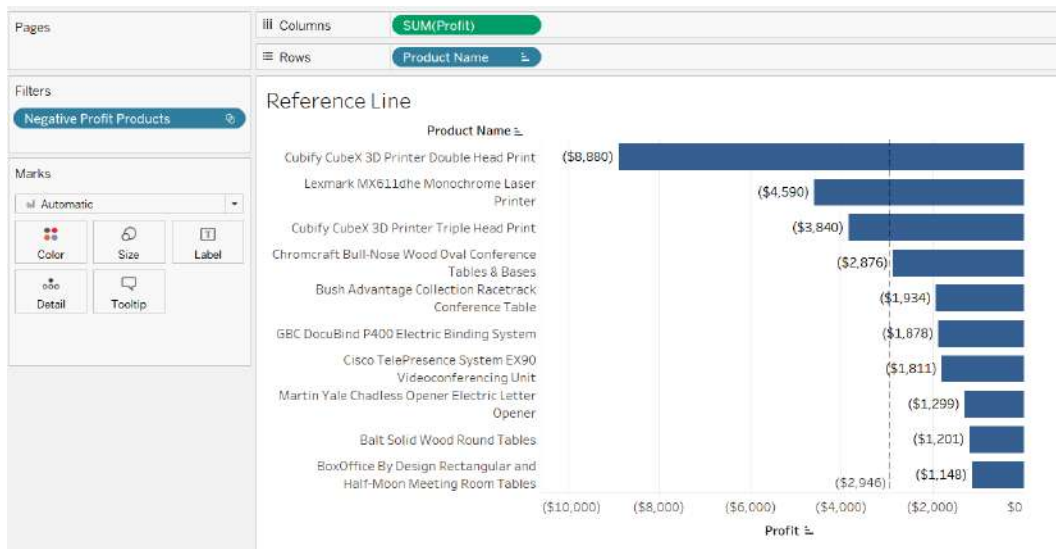 Pages
Columns
SUM(Profit)
Rows
Product Name
Filters
Negative Profit Products
Marks
Automatic
Color
Size
Label
Detail
Tooltip
Reference Line
Product Name
Cubify CubeX 3D Printer Double Head Print
($8,880)
Lexmark MX611dhe Monochrome Laser
Printer
($4,590)
Cubify CubeX 3D Printer Triple Head Print
($3,840)
Chromcraft Bull-Nose Wood Oval Conference
Tables & Bases
($2,876)
Bush Advantage Collection Racetrack
Conference Table
($1,934)
GBC DocuBind P400 Electric Binding System
($1,878)
Cisco TelePresence System EX90
Videoconferencing Unit
($1,811)
Martin Yale Chadless Opener Electric Letter
Opener
($1,299)
Balt Solid Wood Round Tables
($1,201)
BoxOffice By Design Rectangular and
Half-Moon Meeting Room Tables
($1,148)
($2,946)
($10,000) ($8,000) ($6,000) ($4,000) ($2,000) $0
Profit